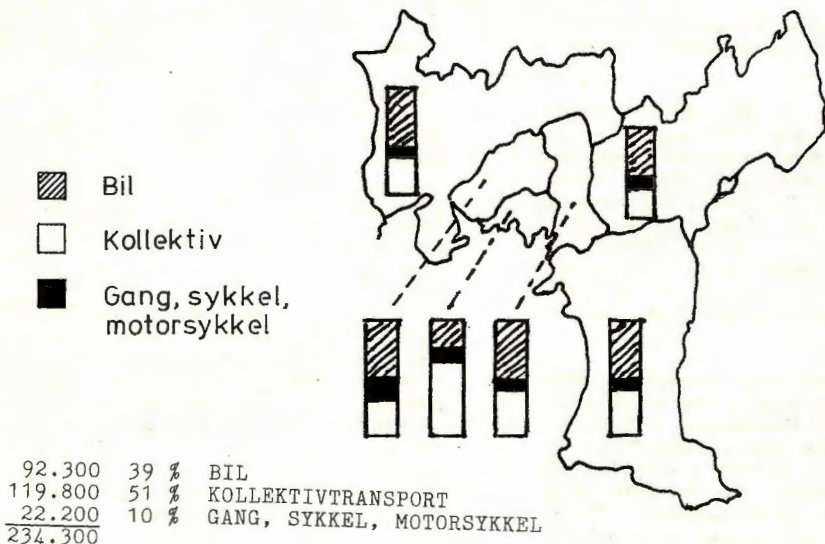 Bil
Kollektiv
Gang, sykkel,
motorsykkel
92.300 39 % BIL
119.800 51 % KOLLEKTIVTRANSPORT
22.200 10 % GANG, SYKKEL, MOTORSYKKEL
234.300